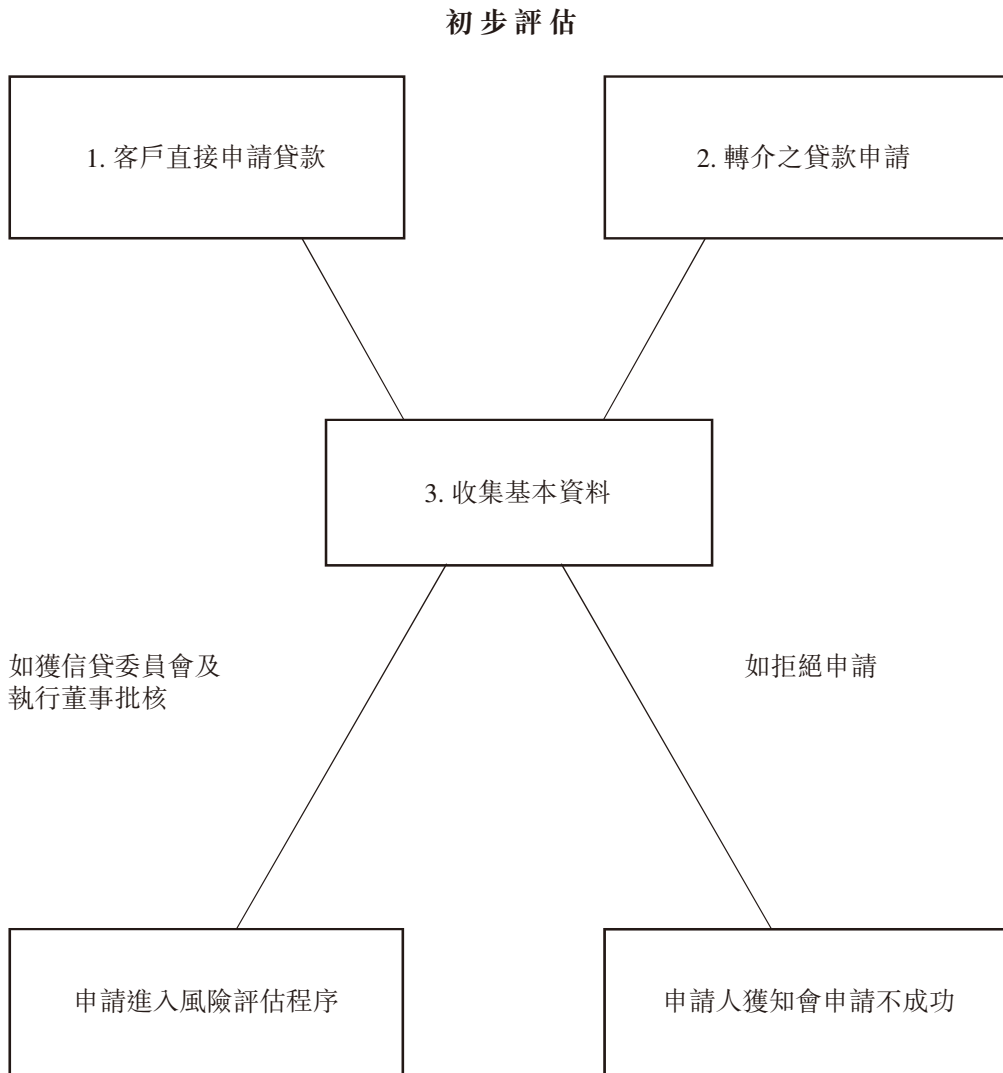 初步評估
1. 客戶直接申請貸款
2. 轉介之貸款申請
3. 收集基本資料
如獲信貸委員會及
執行董事批核
如拒絕申請
申請進入風險評估程序
申請人獲知會申請不成功